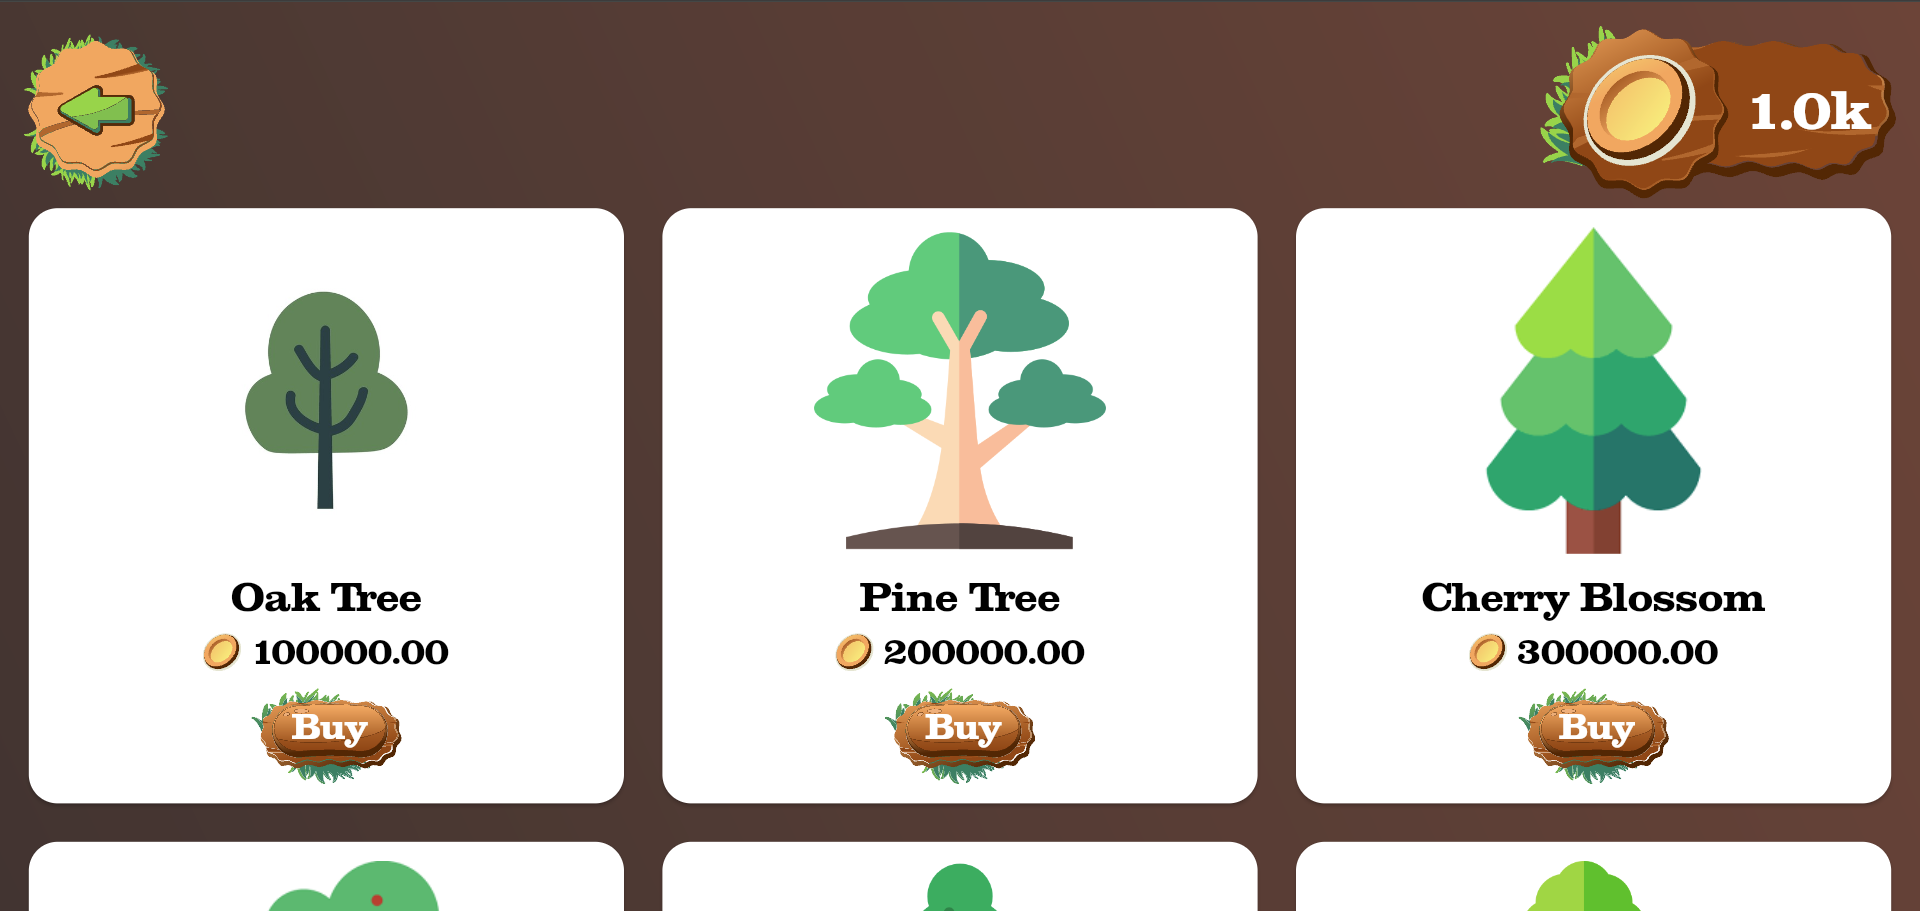 1.0k
Oak Tree
100000.00
Buy
Pine Tree
200000.00
Buy
Cherry Blossom
300000.00
Buy